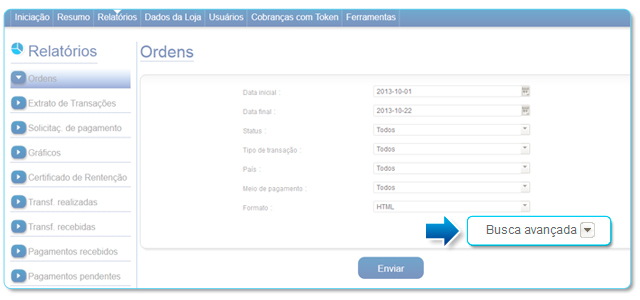 Iniciação Resumo Relatórios Dados da Loja Usuários Cobranças com Token Ferramentas
Relatórios
Ordens
Extrato de Transações
Solicitaç. de pagamento
Gráficos
Certificado de Rentenção
Transf. realizadas
Transf. recebidas
Pagamentos recebidos
Pagamentos pendentes
Ordens
Data inicial : 2013-10-01
Data final : 2013-10-22
Status : Todos
Tipo de transação : Todos
País : Todos
Meio de pagamento : Todos
Formato : HTML
Busca avançada
Enviar